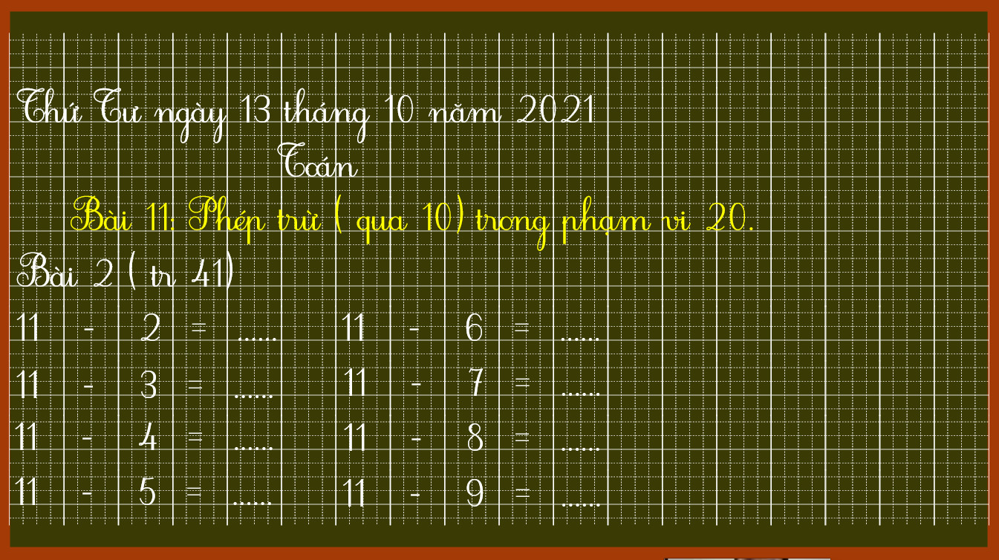 Thứ Tư ngày 13 tháng 10 năm 2021
Toán
Bài 11: Phép trừ ( qua 10) trong phạm vi 20.
Bài 2 ( tr 41)
11 - 2 = ...... 11 - 6 = ......
11 - 3 = ...... 11 - 7 = ......
11 - 4 = ...... 11 - 8 = ......
11 - 5 = ...... 11 - 9 = ......